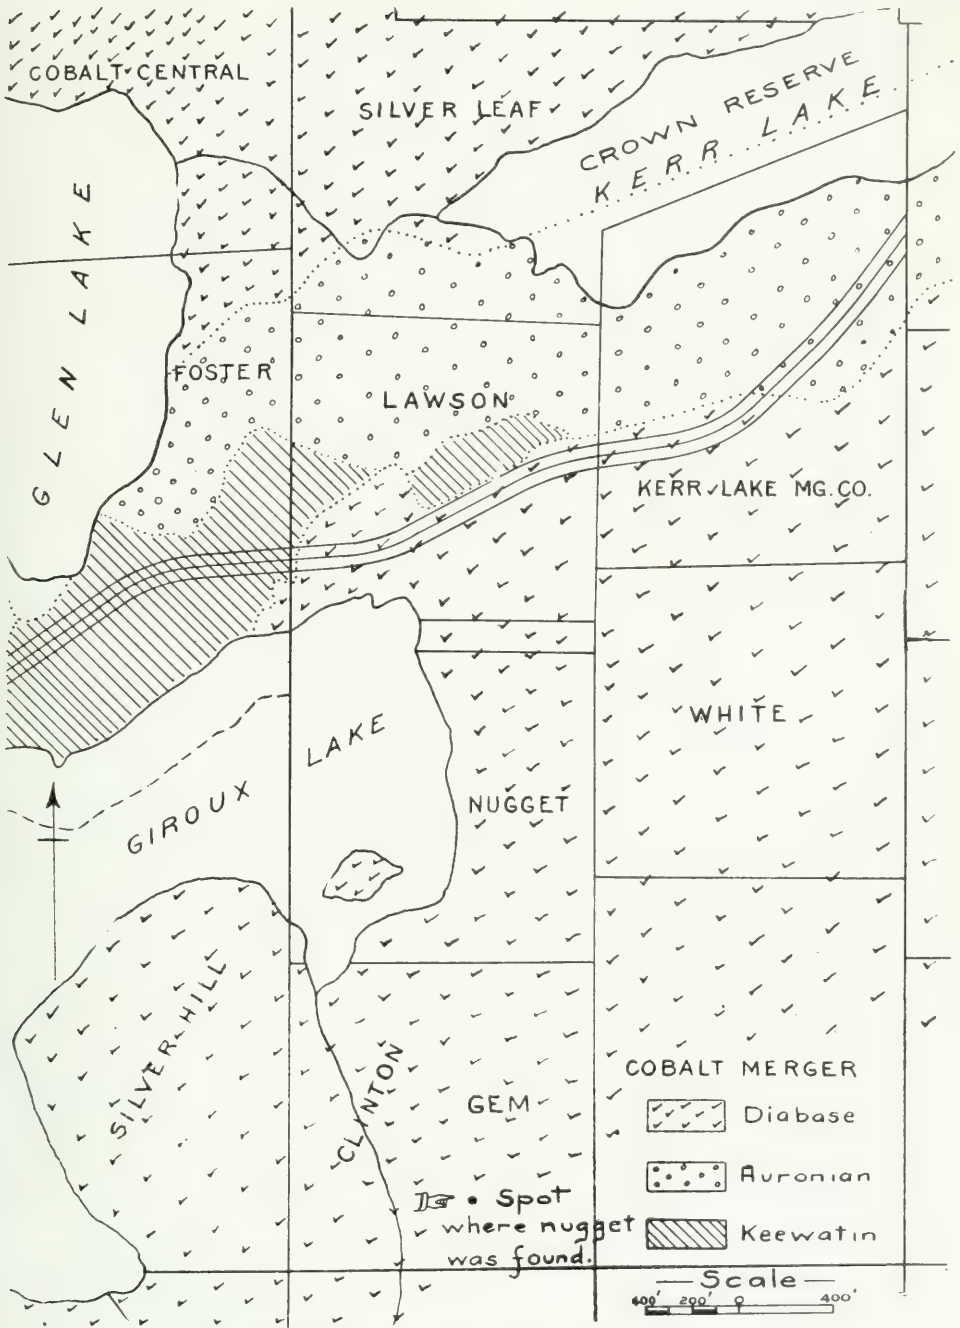 COBALT CENTRAL
SILVER LEAF
CROWN RESERVE
KERR LAKE
GLEN LAKE
FOSTER
LAWSON
KERR LAKE MG. CO.
WHITE
GIROUX LAKE
NUGGET
SILVER HILL
CLINTON
GEM
COBALT MERGER
Diabase
Huronian
Keewatin
Spot
where nugget
was found.
Scale
400' 200' 0 400'